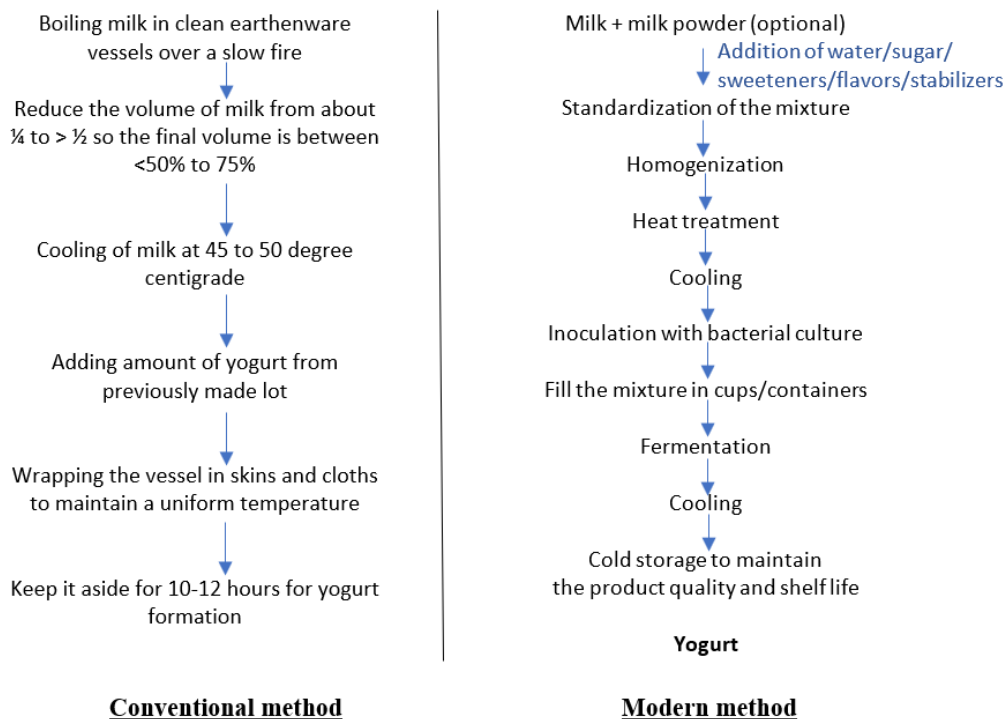 Boiling milk in clean earthenware
vessels over a slow fire
Reduce the volume of milk from about
¼ to > ½ so the final volume is between
<50% to 75%
Cooling of milk at 45 to 50 degree
centigrade
Adding amount of yogurt from
previously made lot
Wrapping the vessel in skins and cloths
to maintain a uniform temperature
Keep it aside for 10-12 hours for yogurt
formation
Conventional method
Milk + milk powder (optional)
Addition of water/sugar/
sweeteners/flavors/stabilizers
Standardization of the mixture
Homogenization
Heat treatment
Cooling
Inoculation with bacterial culture
Fill the mixture in cups/containers
Fermentation
Cooling
Cold storage to maintain
the product quality and shelf life
Yogurt
Modern method